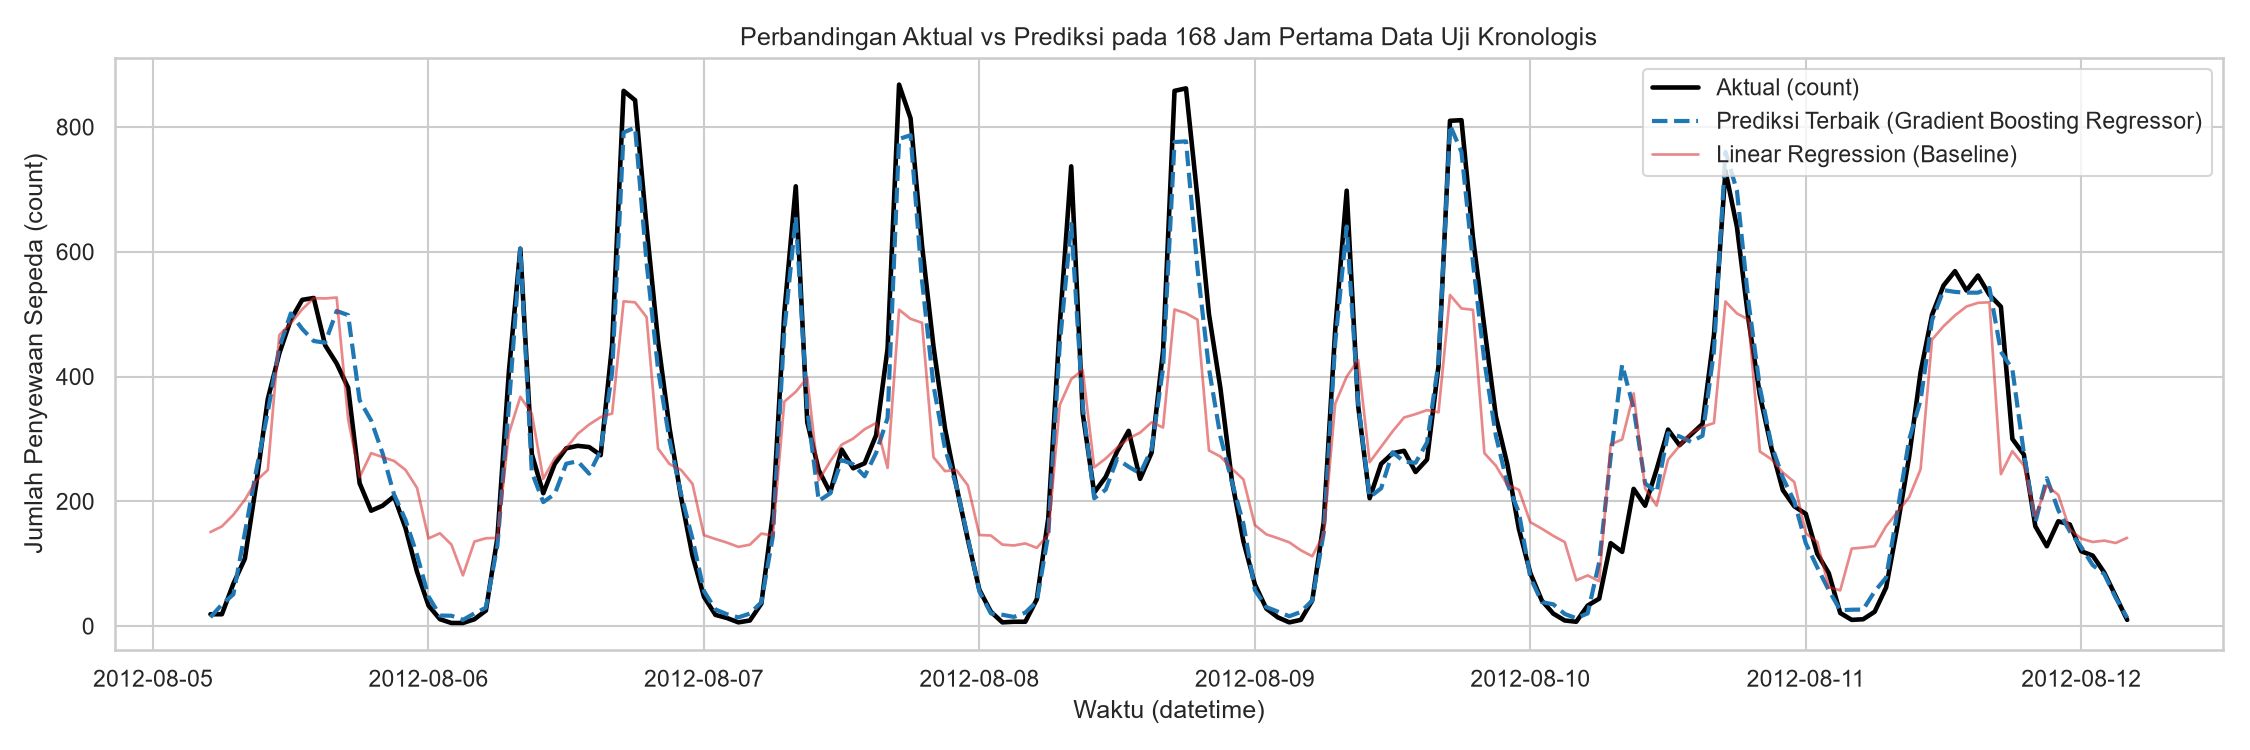 Perbandingan Aktual vs Prediksi pada 168 Jam Pertama Data Uji Kronologis
Aktual (count)
Prediksi Terbaik (Gradient Boosting Regressor)
Linear Regression (Baseline)
Jumlah Penyewaan Sepeda (count)
800
600
400
200
0
2012-08-05
2012-08-06
2012-08-07
2012-08-08
2012-08-09
2012-08-10
2012-08-11
2012-08-12
Waktu (datetime)